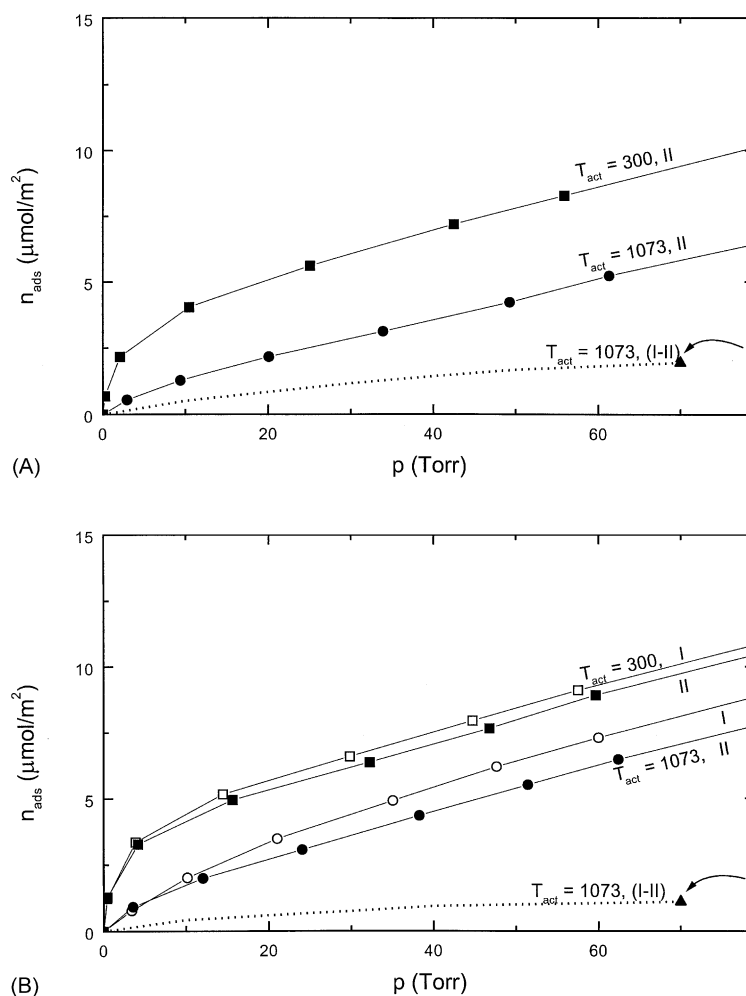 15
T_act = 300, II
10
n_ads (μmol/m²)
T_act = 1073, II
5
T_act = 1073, (I-II)
0
0 20 40 60
(A) p (Torr)
15
T_act = 300, I
II
10
n_ads (μmol/m²)
I
T_act = 1073, II
5
T_act = 1073, (I-II)
0
0 20 40 60
(B) p (Torr)